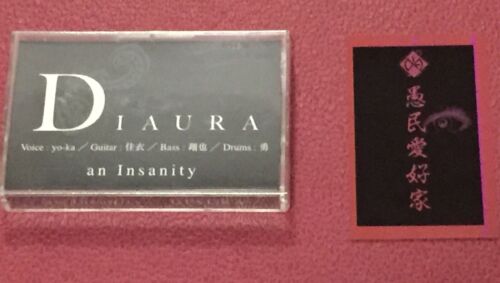 DIAURA
Voice : yo-ka／Guitar : 佳衣／Bass : 翔也／Drums : 勇
an Insanity
愚民愛好家